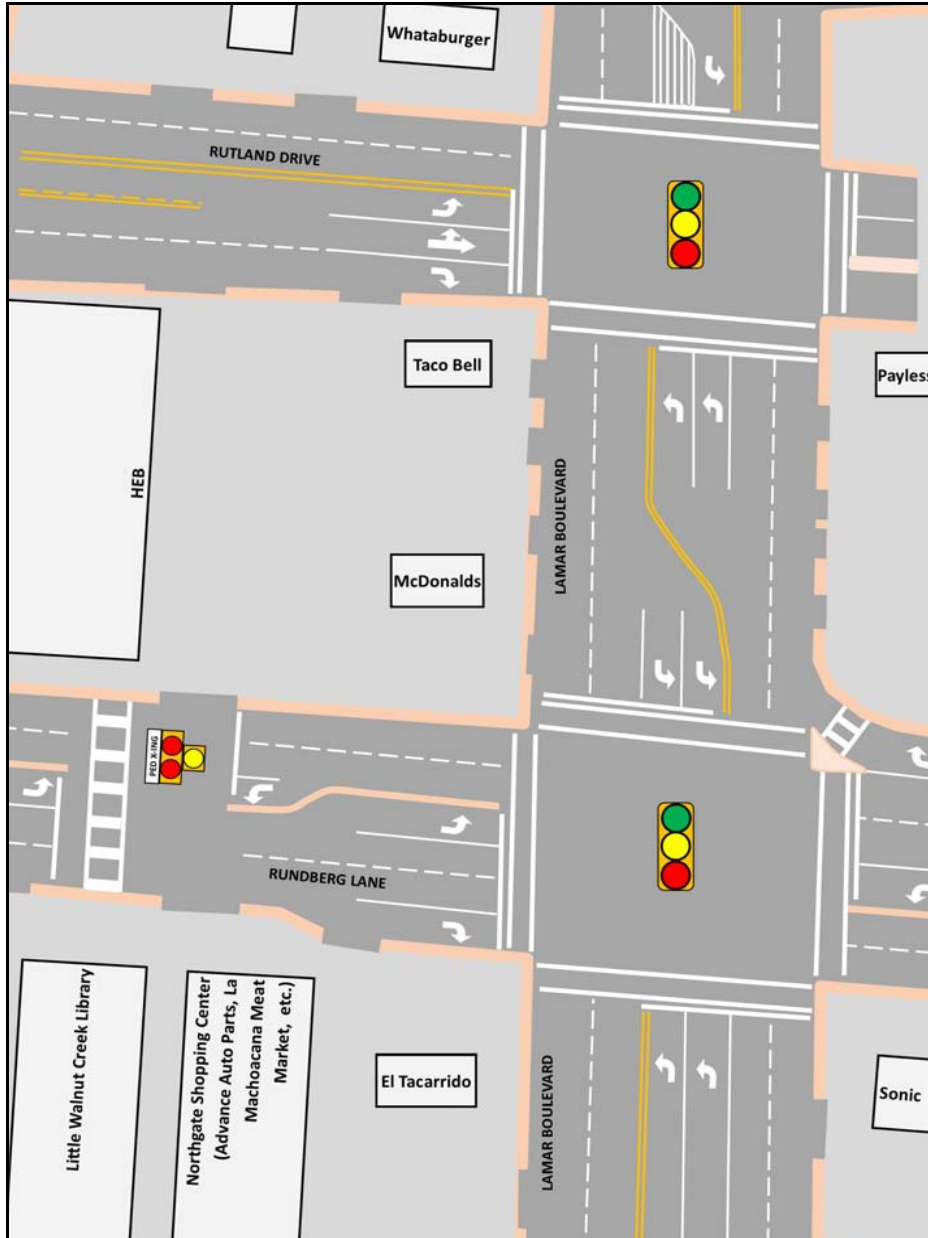 Whataburger
RUTLAND DRIVE
Taco Bell
Payless
HEB
LAMAR BOULEVARD
McDonalds
PED X-ING
RUNDBERG LANE
Little Walnut Creek Library
Northgate Shopping Center
(Advance Auto Parts, La
Machoacana Meat
Market, etc.)
El Tacarrido
LAMAR BOULEVARD
Sonic